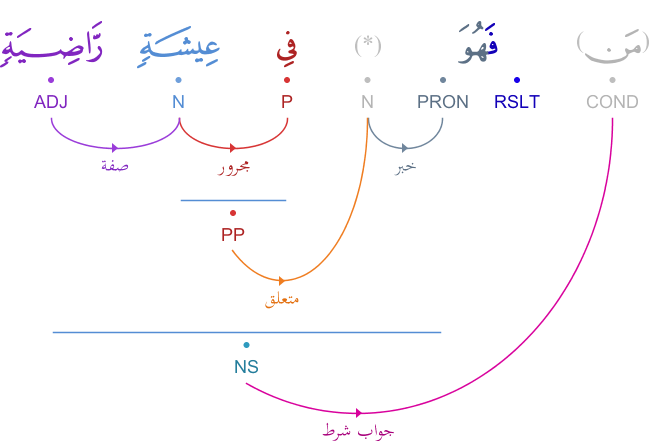 (مَن) فَهُوَ (*) فِى عِيشَةٍ رَّاضِيَةٍ
COND RSLT PRON N P N ADJ
خبر مجرور صفة
PP
متعلق
NS
جواب شرط